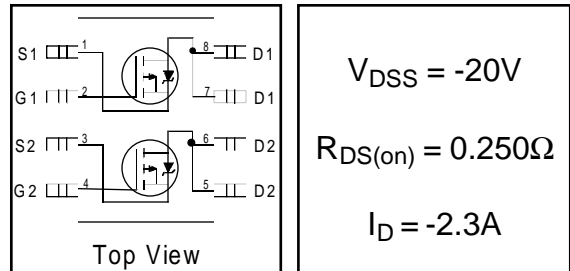 S1 1 8 D1
G1 2 7 D1
S2 3 6 D2
G2 4 5 D2
Top View
VDSS = -20V
RDS(on) = 0.250Ω
ID = -2.3A